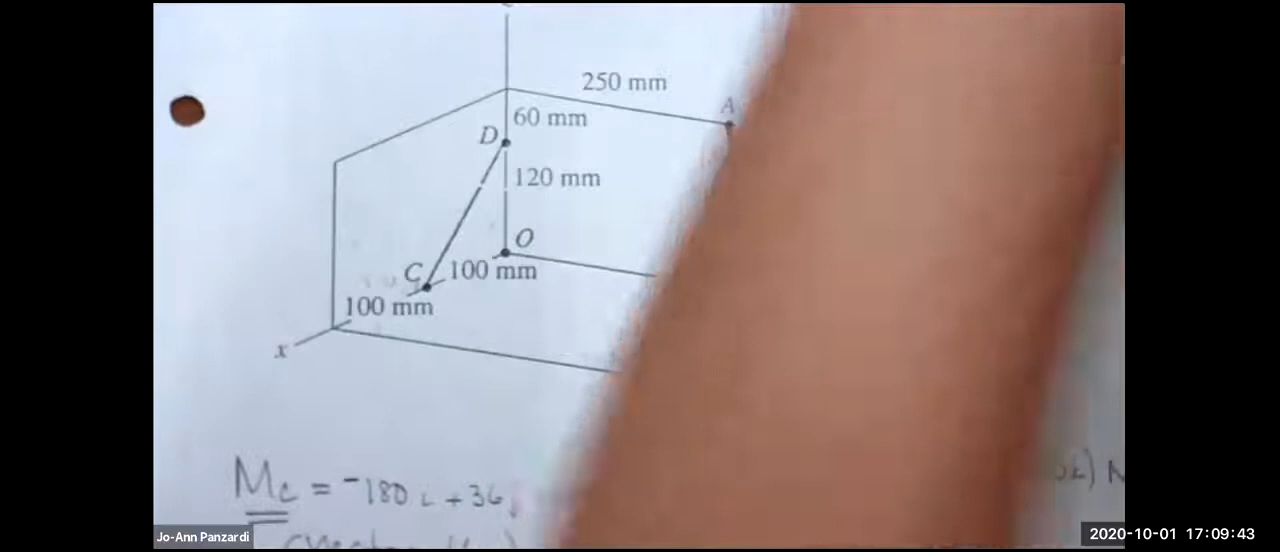 250 mm
A
60 mm
D
120 mm
O
C 100 mm
100 mm
x
Mc = -180 i + 36
Jo-Ann Panzardi
2020-10-01 17:09:43